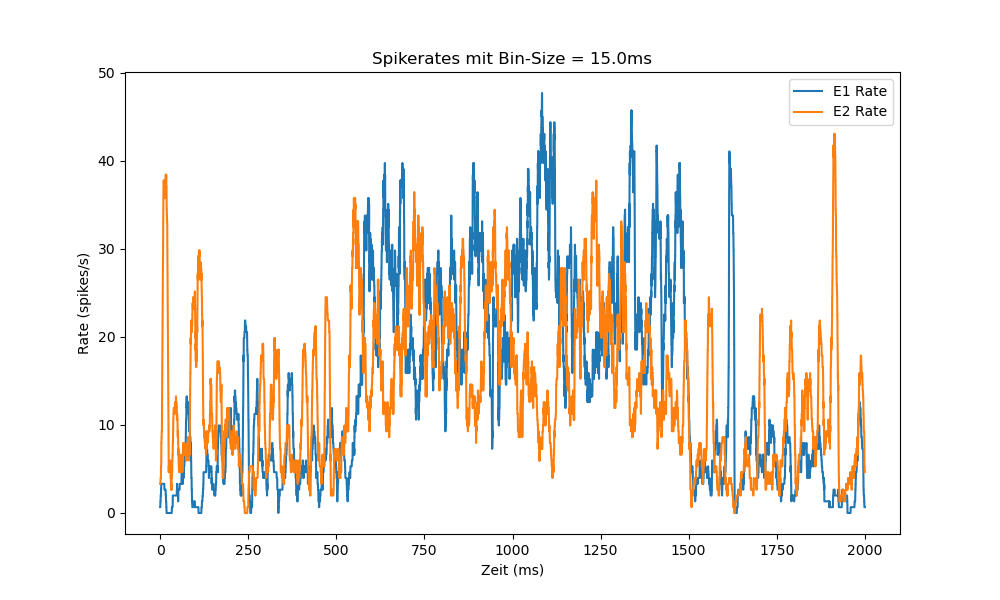 Spikerates mit Bin-Size = 15.0ms
E1 Rate
E2 Rate
Rate (spikes/s)
50
40
30
20
10
0
0 250 500 750 1000 1250 1500 1750 2000
Zeit (ms)